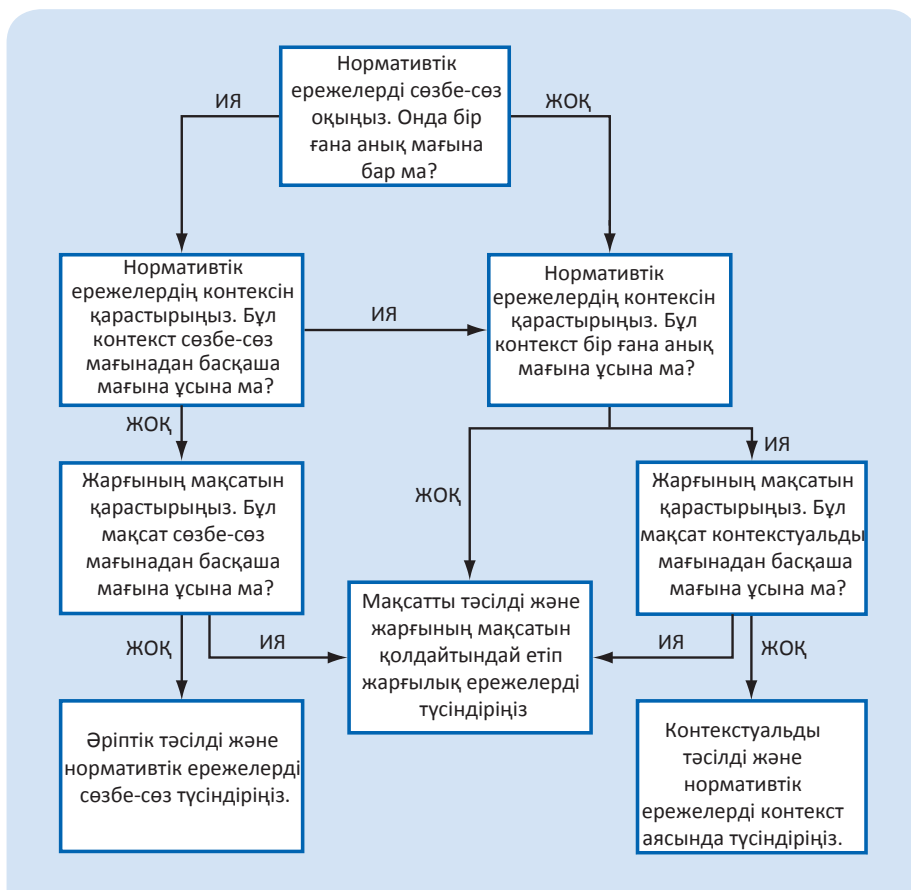 Нормативтік
ережелерді сөзбе-сөз
оқыңыз. Онда бір
ғана анық мағына
бар ма?
ИЯ
ЖОҚ
Нормативтік
ережелердің контексін
қарастырыңыз. Бұл
контекст сөзбе-сөз
мағынадан басқаша
мағына ұсына ма?
ИЯ
Нормативтік
ережелердің контексін
қарастырыңыз. Бұл
контекст бір ғана анық
мағына ұсына ма?
ЖОҚ
ИЯ
ЖОҚ
Жарғының мақсатын
қарастырыңыз. Бұл
мақсат сөзбе-сөз
мағынадан басқаша
мағына ұсына ма?
Жарғының мақсатын
қарастырыңыз. Бұл
мақсат контекстуальды
мағынадан басқаша
мағына ұсына ма?
Мақсатты тәсілді және
жарғының мақсатын
қолдайтындай етіп
жарғылық ережелерді
түсіндіріңіз
ЖОҚ
ИЯ
ИЯ
ЖОҚ
Әріптік тәсілді және
нормативтік ережелерді
сөзбе-сөз түсіндіріңіз.
Контекстуальды
тәсілді және
нормативтік
ережелерді контекст
аясында түсіндіріңіз.